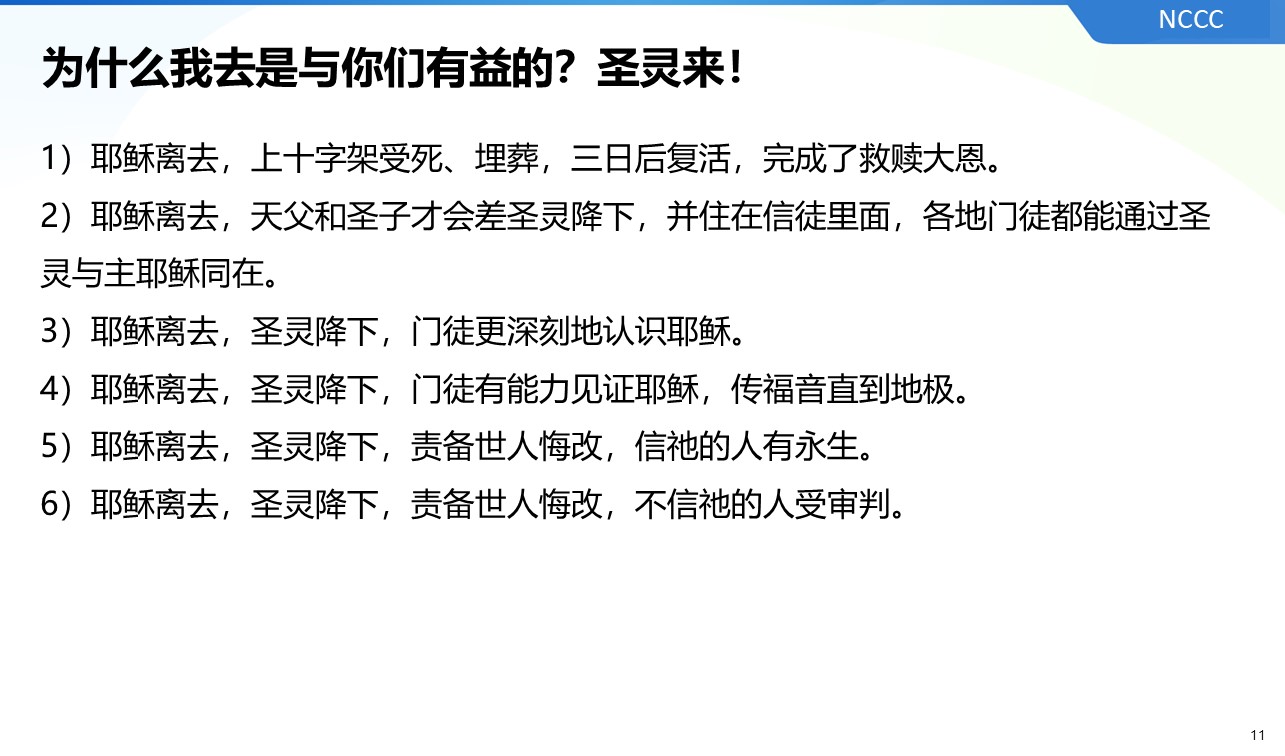 NCCC
为什么我去是与你们有益的？圣灵来！
1）耶稣离去，上十字架受死、埋葬，三日后复活，完成了救赎大恩。
2）耶稣离去，天父和圣子才会差圣灵降下，并住在信徒里面，各地门徒都能通过圣
灵与主耶稣同在。
3）耶稣离去，圣灵降下，门徒更深刻地认识耶稣。
4）耶稣离去，圣灵降下，门徒有能力见证耶稣，传福音直到地极。
5）耶稣离去，圣灵降下，责备世人悔改，信祂的人有永生。
6）耶稣离去，圣灵降下，责备世人悔改，不信祂的人受审判。
11